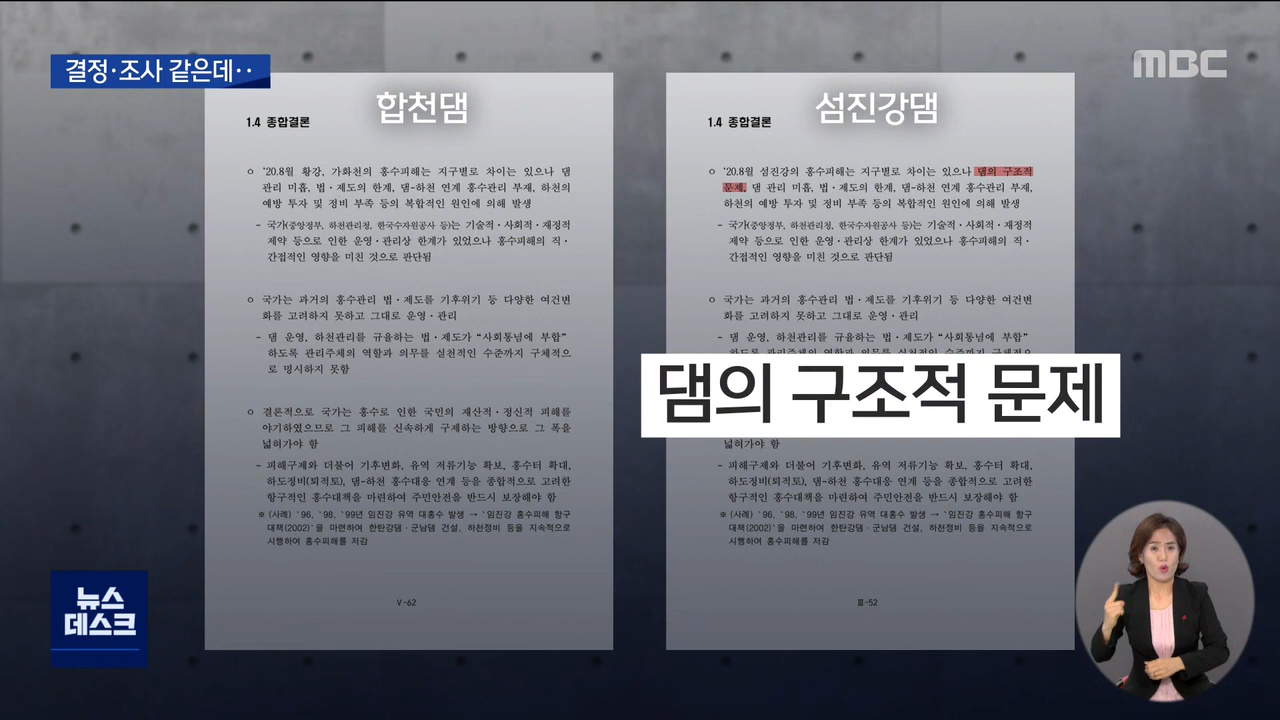 결정·조사 같은데‥
MBC
합천댐
1.4 종합결론
○ '20.8월 황강, 가화천의 홍수피해는 지구별로 차이는 있으나 댐
관리 미흡, 법·제도의 한계, 댐-하천 연계 홍수관리 부재, 하천의
예방 투자 및 정비 부족 등의 복합적인 원인에 의해 발생
- 국가(중앙정부, 하천관리청, 한국수자원공사 등)는 기술적·사회적·재정적
제약 등으로 인한 운영·관리상 한계가 있었으나 홍수피해의 직·
간접적인 영향을 미친 것으로 판단됨
○ 국가는 과거의 홍수관리 법·제도를 기후위기 등 다양한 여건변
화를 고려하지 못하고 그대로 운영·관리
- 댐 운영, 하천관리를 규율하는 법·제도가 “사회통념에 부합”
하도록 관리주체의 역할과 의무를 실천적인 수준까지 구체적으
로 명시하지 못함
○ 결론적으로 국가는 홍수로 인한 국민의 재산적·정신적 피해를
야기하였으므로 그 피해를 신속하게 구제하는 방향으로 그 폭을
넓혀가야 함
- 피해구제와 더불어 기후변화, 유역 저류기능 확보, 홍수터 확대,
하도정비(퇴적토), 댐-하천 홍수대응 연계 등을 종합적으로 고려한
항구적인 홍수대책을 마련하여 주민안전을 반드시 보장해야 함
※ (사례) `96, `98, `99년 임진강 유역 대홍수 발생 → `임진강 홍수피해 항구
대책(2002)`을 마련하여 한탄강댐·군남댐 건설, 하천정비 등을 지속적으로
시행하여 홍수피해를 저감
Ⅴ-62
섬진강댐
1.4 종합결론
○ '20.8월 섬진강의 홍수피해는 지구별로 차이는 있으나 댐의 구조적
문제, 댐 관리 미흡, 법·제도의 한계, 댐-하천 연계 홍수관리 부재,
하천의 예방 투자 및 정비 부족 등의 복합적인 원인에 의해 발생
- 국가(중앙정부, 하천관리청, 한국수자원공사 등)는 기술적·사회적·재정적
제약 등으로 인한 운영·관리상 한계가 있었으나 홍수피해의 직·
간접적인 영향을 미친 것으로 판단됨
○ 국가는 과거의 홍수관리 법·제도를 기후위기 등 다양한 여건변
화를 고려하지 못하고 그대로 운영·관리
- 댐 운영, 하천관리를 규율하는 법·제도가 “사회통념에 부합”
댐의 구조적 문제
넓혀가야 함
- 피해구제와 더불어 기후변화, 유역 저류기능 확보, 홍수터 확대,
하도정비(퇴적토), 댐-하천 홍수대응 연계 등을 종합적으로 고려한
항구적인 홍수대책을 마련하여 주민안전을 반드시 보장해야 함
※ (사례) `96, `98, `99년 임진강 유역 대홍수 발생 → `임진강 홍수피해 항구
대책(2002)`을 마련하여 한탄강댐·군남댐 건설, 하천정비 등을 지속적으로
시행하여 홍수피해를 저감
Ⅲ-52
뉴스
데스크